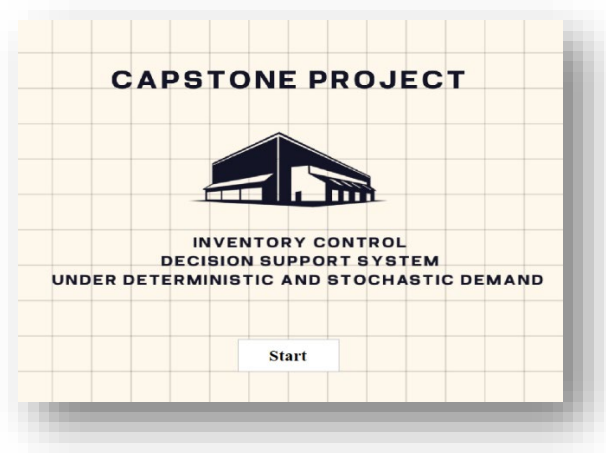 CAPSTONE PROJECT
INVENTORY CONTROL
DECISION SUPPORT SYSTEM
UNDER DETERMINISTIC AND STOCHASTIC DEMAND
Start